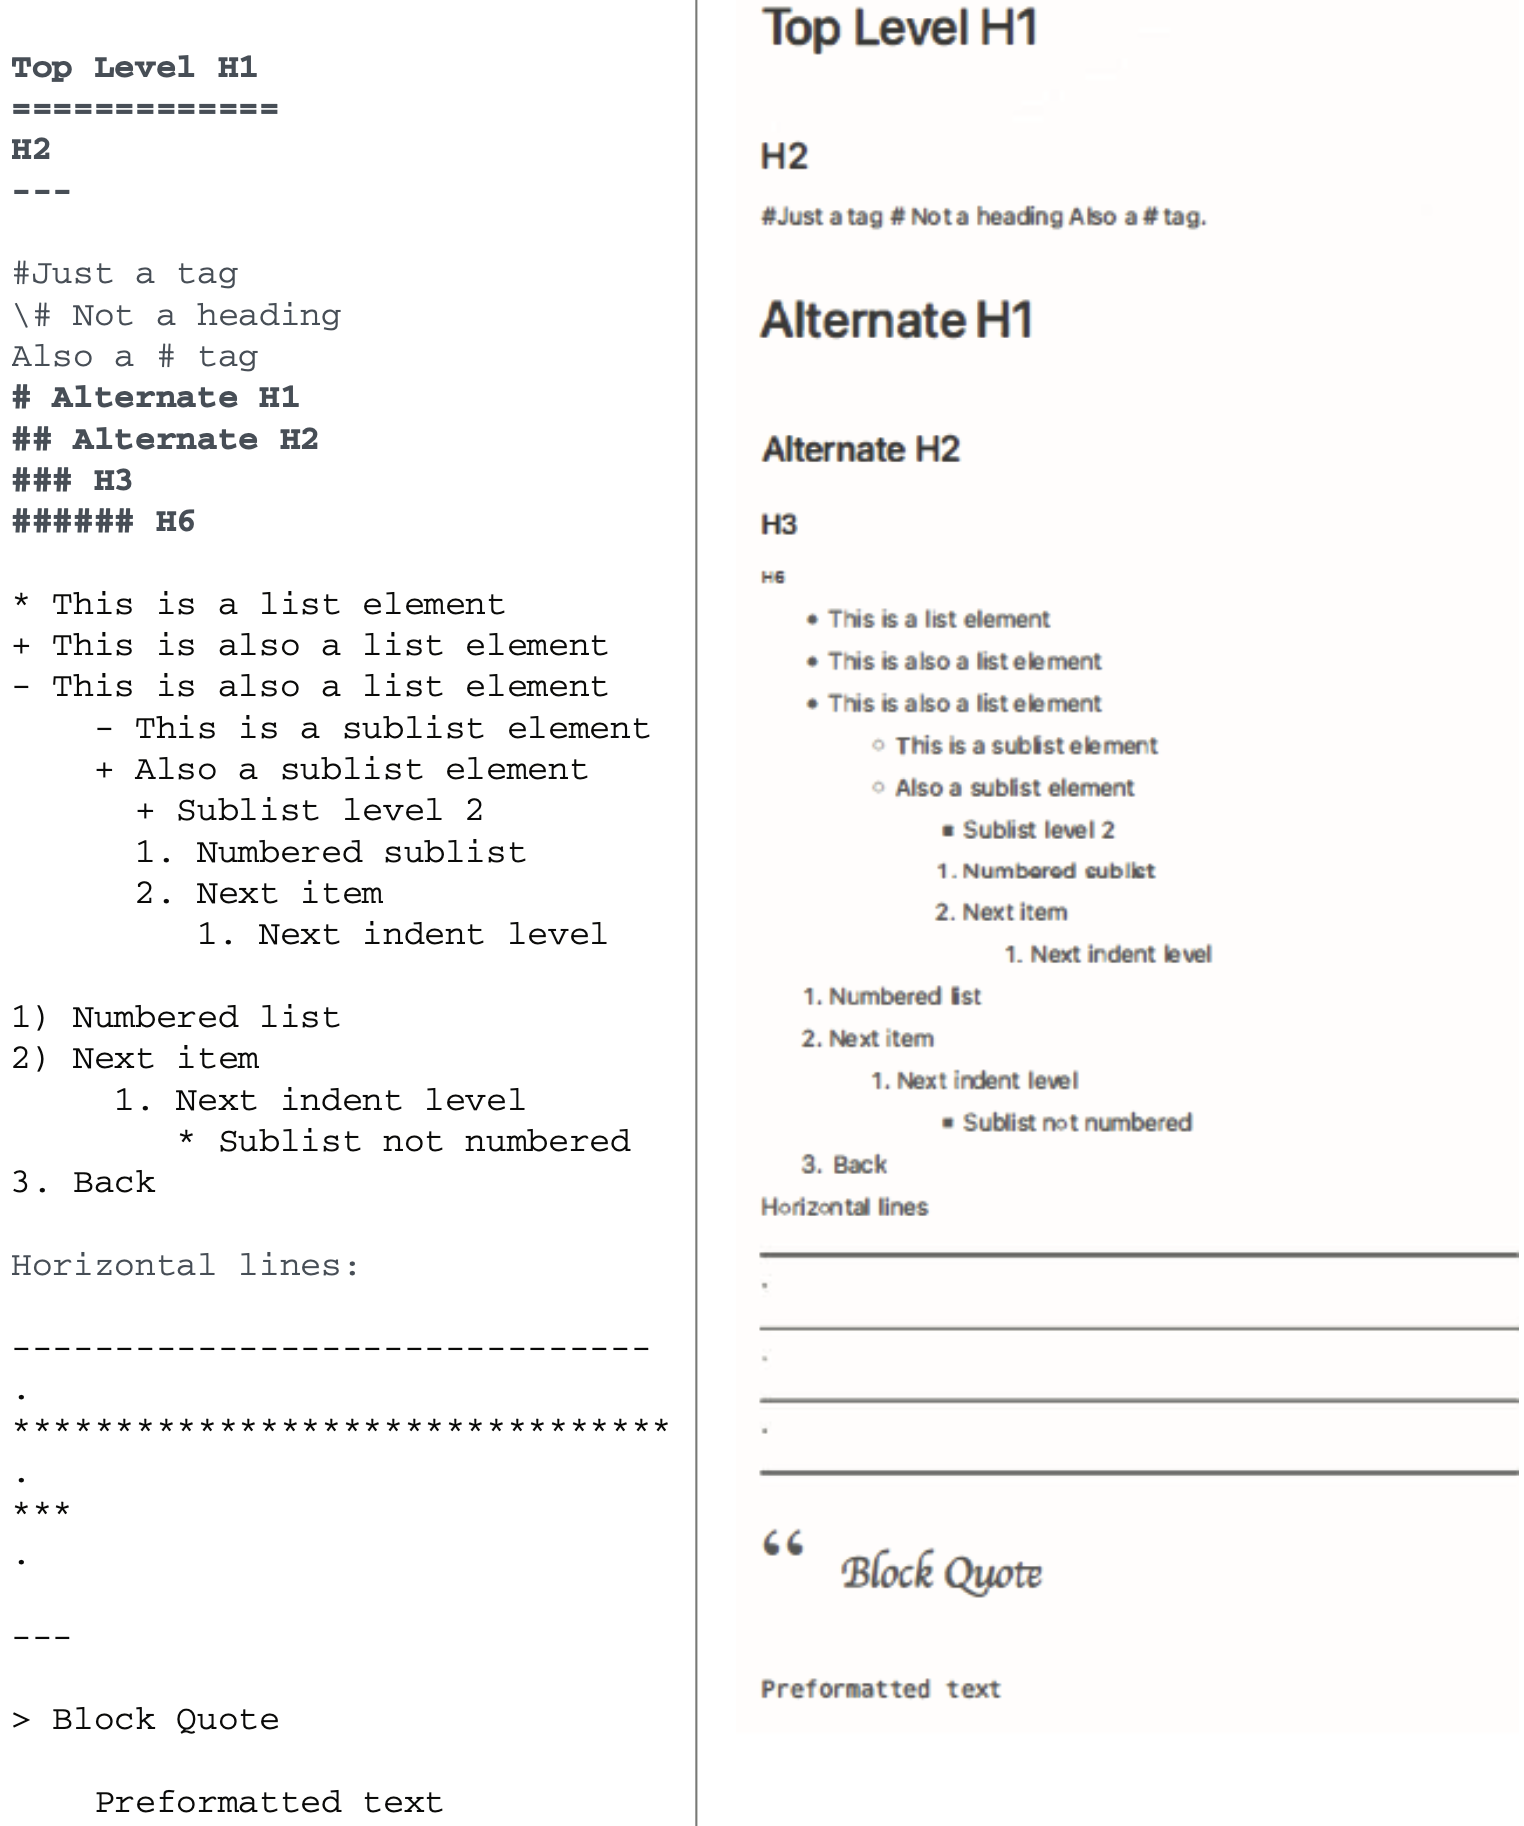 Top Level H1
=============
H2
---
#Just a tag
\# Not a heading
Also a # tag
# Alternate H1
## Alternate H2
### H3
###### H6
* This is a list element
+ This is also a list element
- This is also a list element
    - This is a sublist element
    + Also a sublist element
      + Sublist level 2
      1. Numbered sublist
      2. Next item
         1. Next indent level
1) Numbered list
2) Next item
     1. Next indent level
        * Sublist not numbered
3. Back
Horizontal lines:
-------------------------------
.
********************************
.
***
.
---
> Block Quote
    Preformatted text
Top Level H1
H2
#Just a tag # Not a heading Also a # tag.
Alternate H1
Alternate H2
H3
H6
• This is a list element
• This is also a list element
• This is also a list element
○ This is a sublist element
○ Also a sublist element
▪ Sublist level 2
1. Numbered sublist
2. Next item
1. Next indent level
1. Numbered list
2. Next item
1. Next indent level
▪ Sublist not numbered
3. Back
Horizontal lines
.
.
.
“ Block Quote
Preformatted text